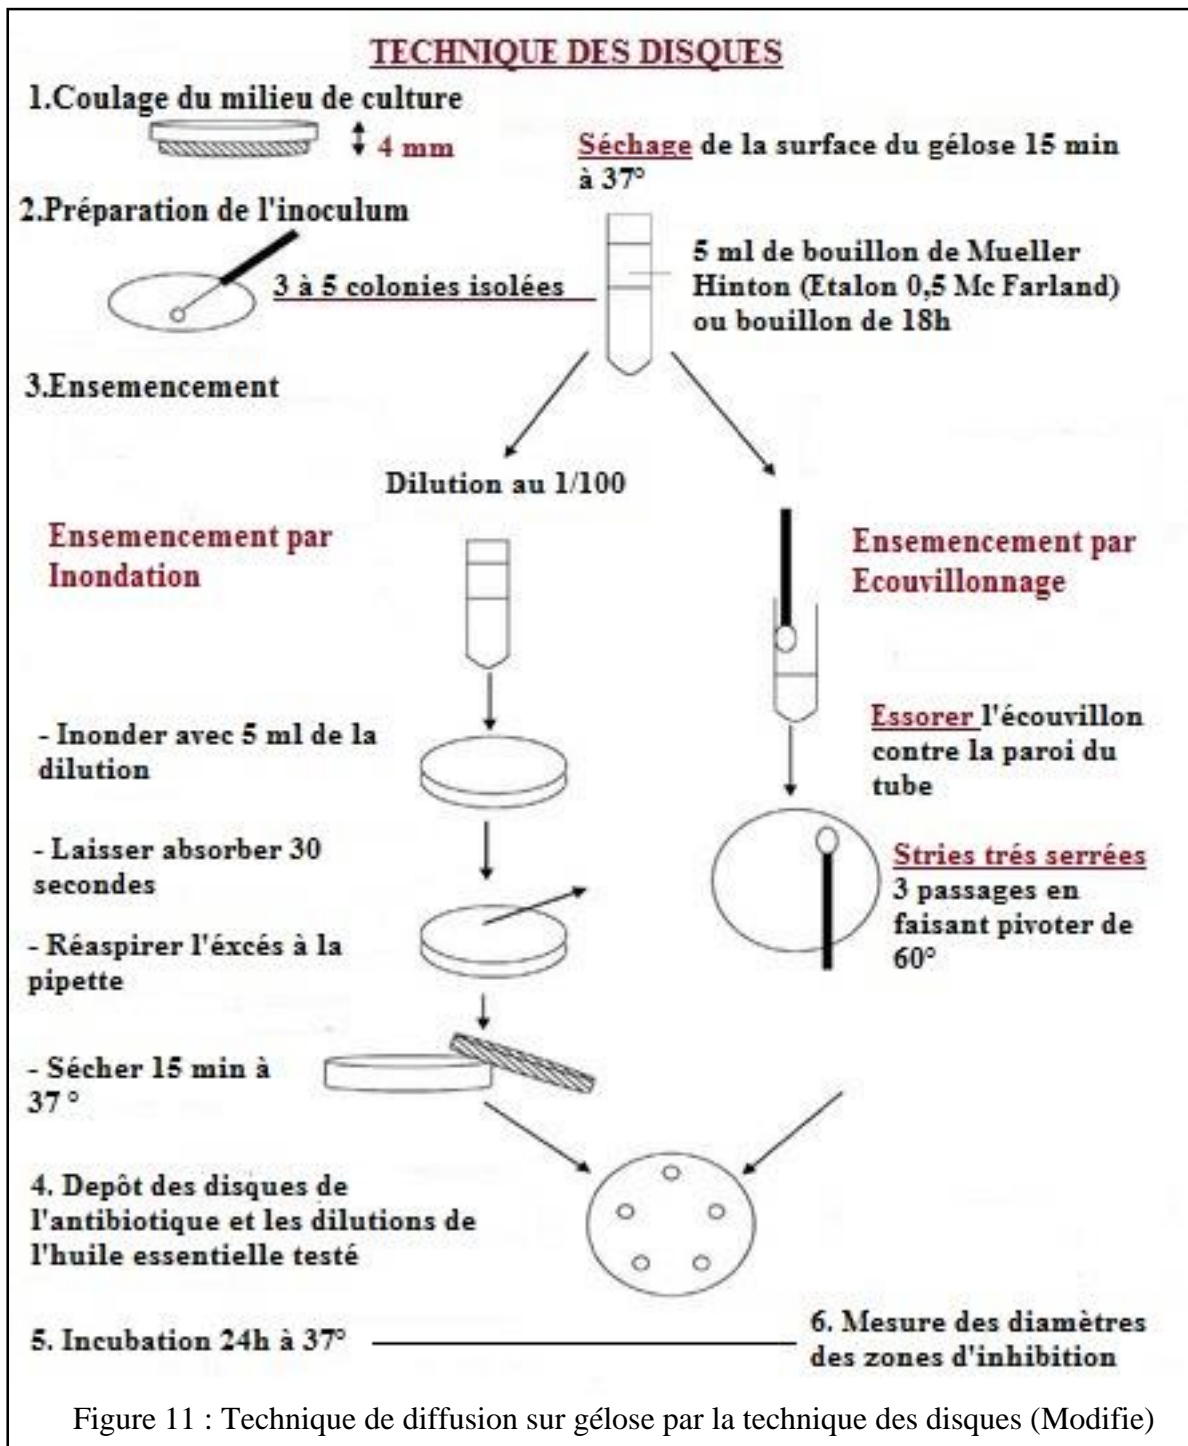 TECHNIQUE DES DISQUES
1.Coulage du milieu de culture
4 mm
Séchage de la surface du gélose 15 min
à 37°
2.Préparation de l'inoculum
3 à 5 colonies isolées
5 ml de bouillon de Mueller
Hinton (Etalon 0,5 Mc Farland)
ou bouillon de 18h
3.Ensemencement
Dilution au 1/100
Ensemencement par
Inondation
Ensemencement par
Ecouvillonnage
- Inonder avec 5 ml de la
dilution
Essorer l'écouvillon
contre la paroi du
tube
- Laisser absorber 30
secondes
Stries trés serrées
3 passages en
faisant pivoter de
60°
- Réaspirer l'éxcés à la
pipette
- Sécher 15 min à
37 °
4. Depôt des disques de
l'antibiotique et les dilutions de
l'huile essentielle testé
5. Incubation 24h à 37°
6. Mesure des diamètres
des zones d'inhibition
Figure 11 : Technique de diffusion sur gélose par la technique des disques (Modifie)